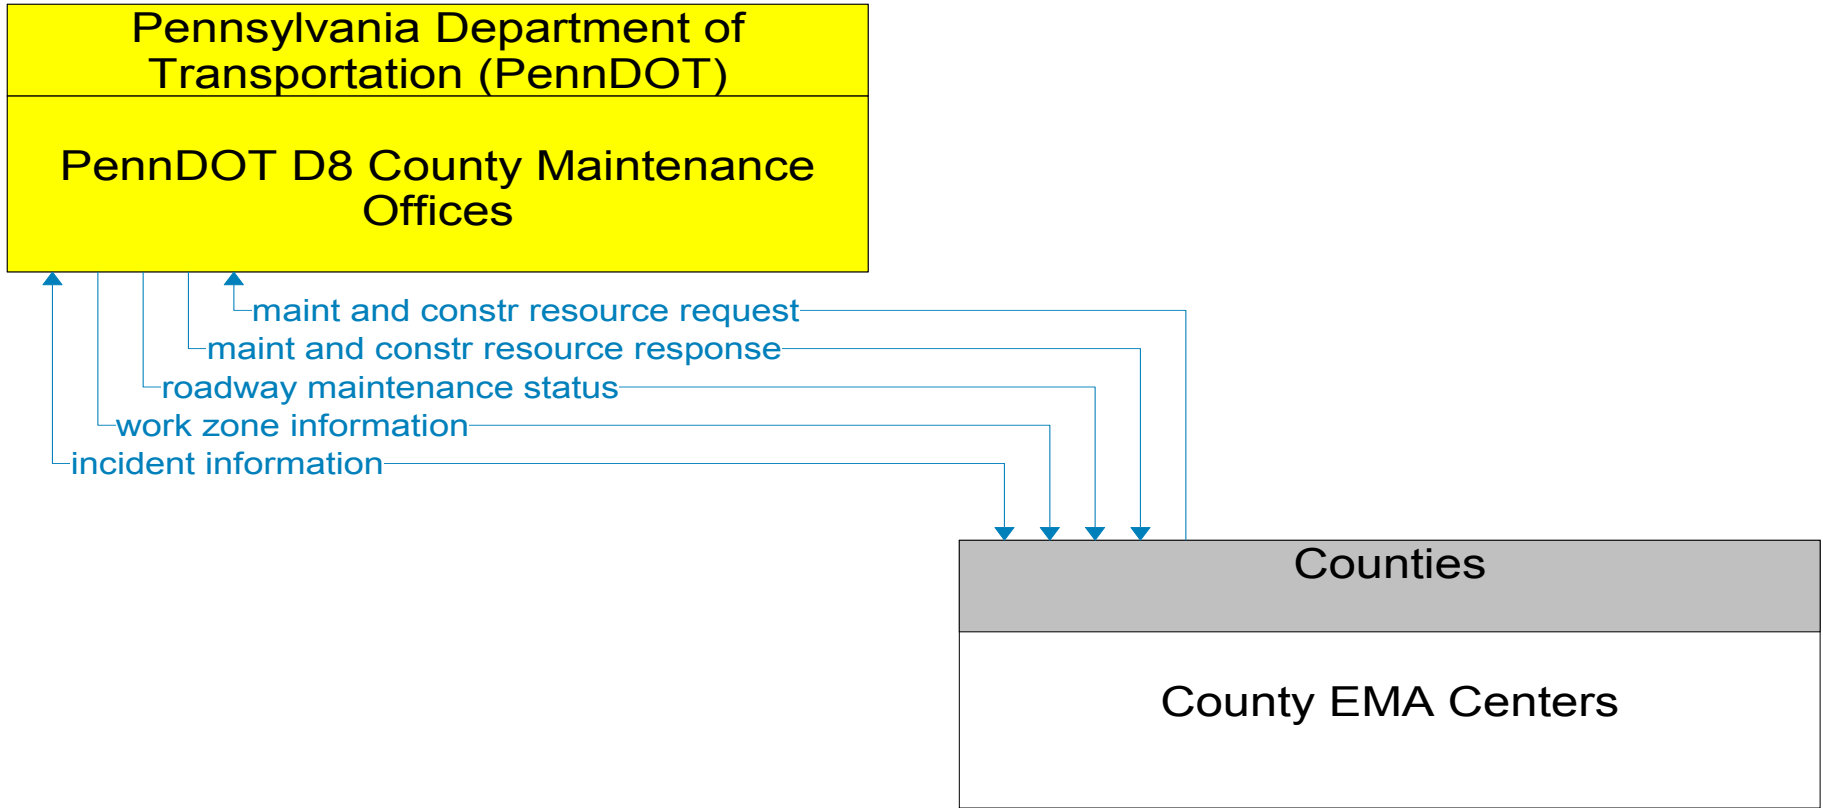 Pennsylvania Department of
Transportation (PennDOT)
PennDOT D8 County Maintenance
Offices
maint and constr resource request
maint and constr resource response
roadway maintenance status
work zone information
incident information
Counties
County EMA Centers